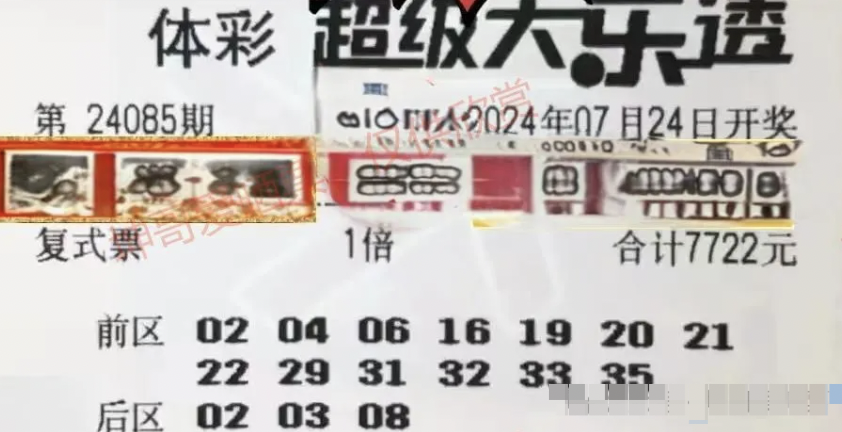 体彩 超级大乐透
第 24085期 2024年07月24日开奖
复式票 1倍 合计7722元
前区 02 04 06 16 19 20 21
22 29 31 32 33 35
后区 02 03 08